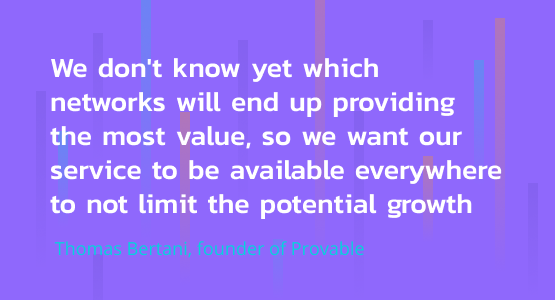 We don't know yet which
networks will end up providing
the most value, so we want our
service to be available everywhere
to not limit the potential growth
Thomas Bertani, founder of Provable